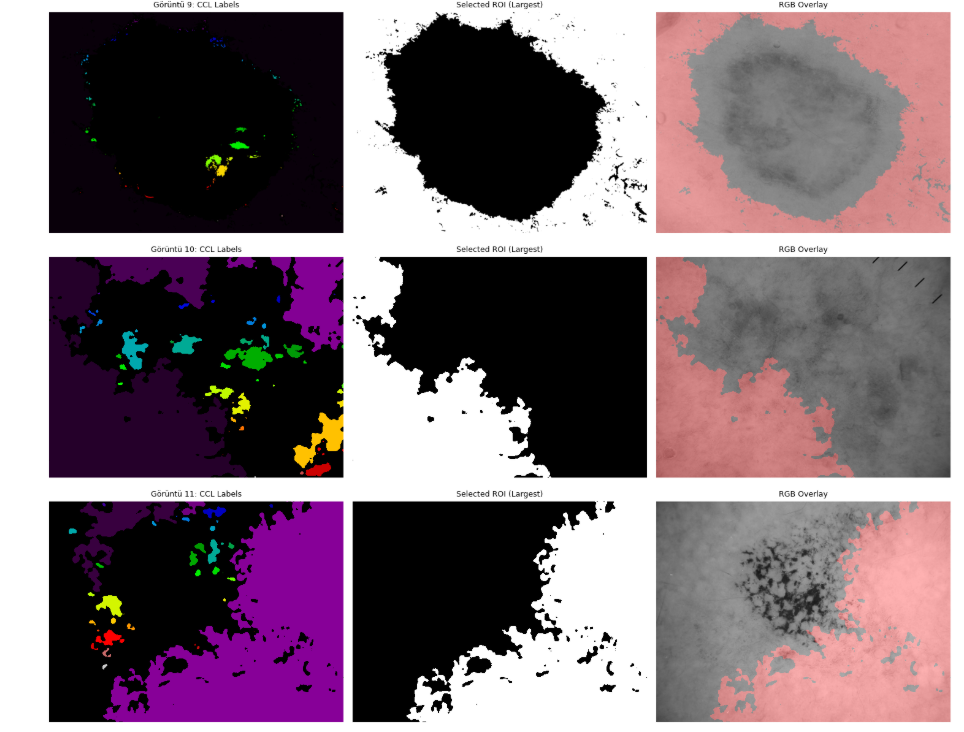 Görüntü 9: CCL Labels
Selected ROI (Largest)
RGB Overlay
Görüntü 10: CCL Labels
Selected ROI (Largest)
RGB Overlay
Görüntü 11: CCL Labels
Selected ROI (Largest)
RGB Overlay